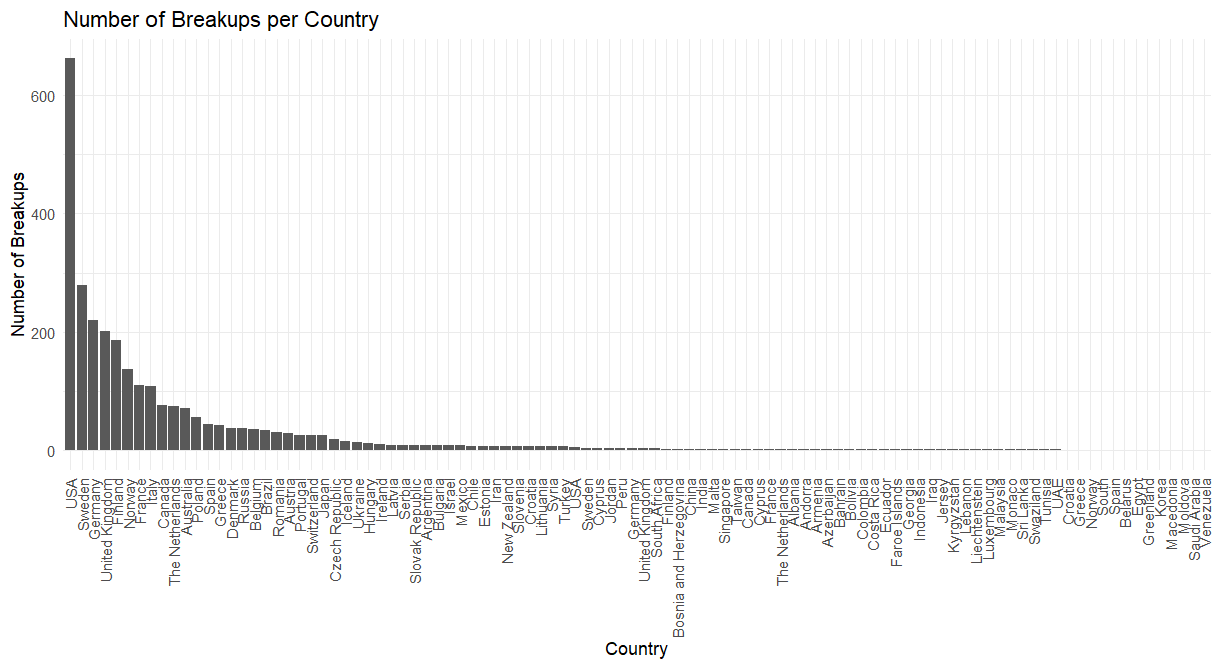 Number of Breakups per Country
Number of Breakups
600
400
200
0
USA
Sweden
Germany
United Kingdom
Finland
Norway
France
Italy
Canada
The Netherlands
Australia
Poland
Spain
Greece
Denmark
Russia
Belgium
Brazil
Romania
Austria
Portugal
Switzerland
Japan
Czech Republic
Iceland
Ukraine
Hungary
Ireland
Latvia
Serbia
Slovak Republic
Argentina
Bulgaria
Israel
Mexico
Chile
Estonia
Iran
New Zealand
Slovenia
Croatia
Lithuania
Syria
Turkey
USA
Sweden
Cyprus
Jordan
Peru
Germany
United Kingdom
South Africa
Finland
Bosnia and Herzegovina
China
India
Malta
Singapore
Taiwan
Canada
Cyprus
France
The Netherlands
Albania
Andorra
Armenia
Azerbaijan
Bahrain
Bolivia
Colombia
Costa Rica
Ecuador
Faroe Islands
Georgia
Indonesia
Iraq
Jersey
Kyrgyzstan
Lebanon
Liechtenstein
Luxembourg
Malaysia
Monaco
Sri Lanka
Swaziland
Tunisia
UAE
Croatia
Greece
Norway
South
Spain
Belarus
Egypt
Greenland
Korea
Macedonia
Moldova
Saudi Arabia
Venezuela
Country